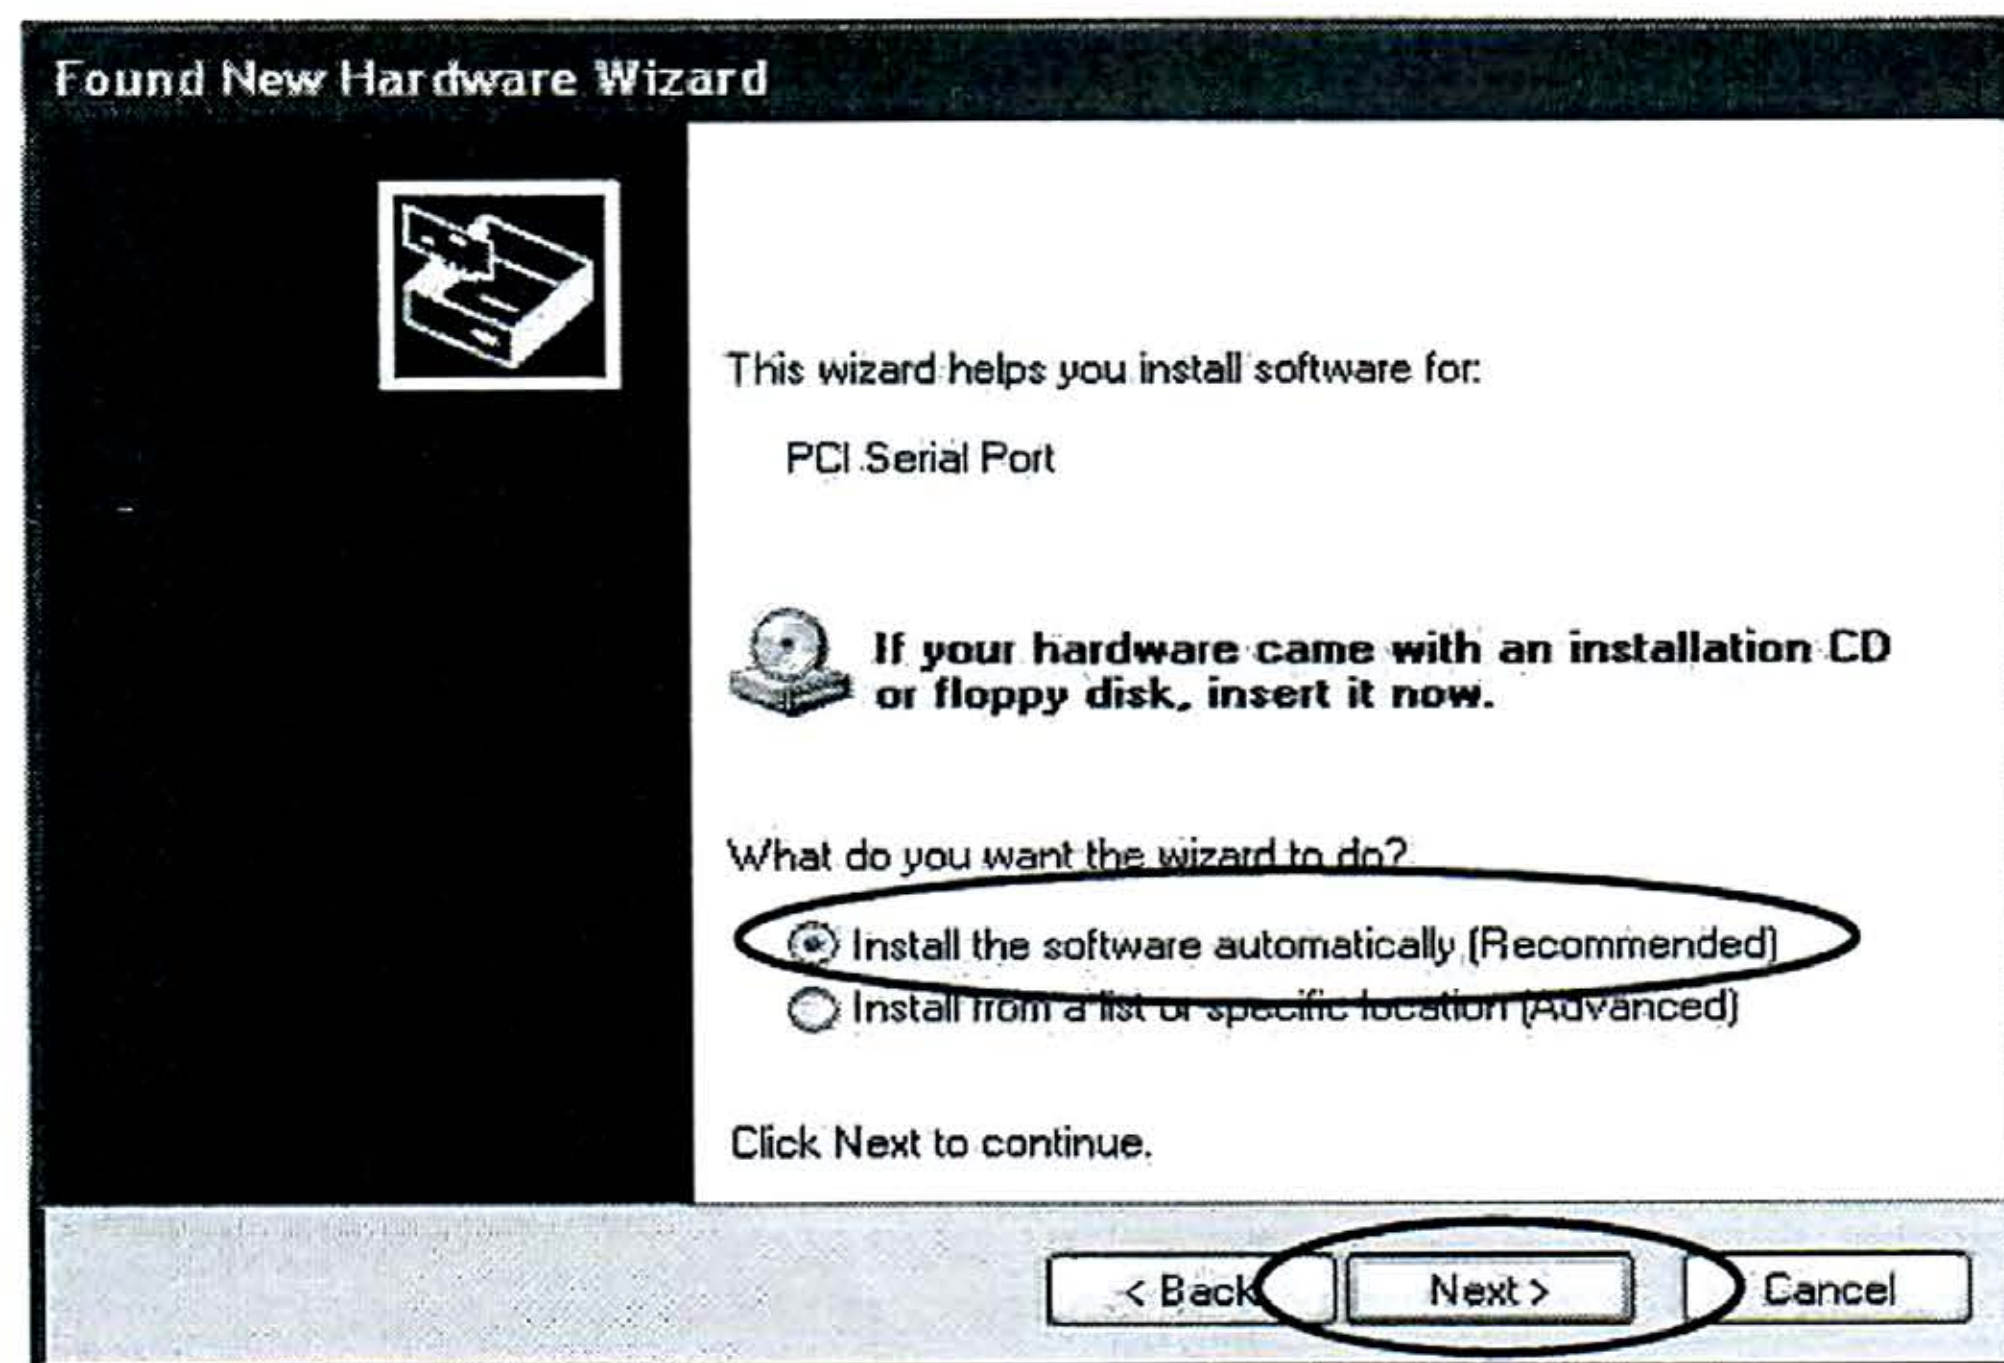 Found New Hardware Wizard
This wizard helps you install software for:
PCI Serial Port
If your hardware came with an installation CD
or floppy disk, insert it now.
What do you want the wizard to do?
Install the software automatically (Recommended)
Install from a list or specific location (Advanced)
Click Next to continue.
< Back
Next >
Cancel